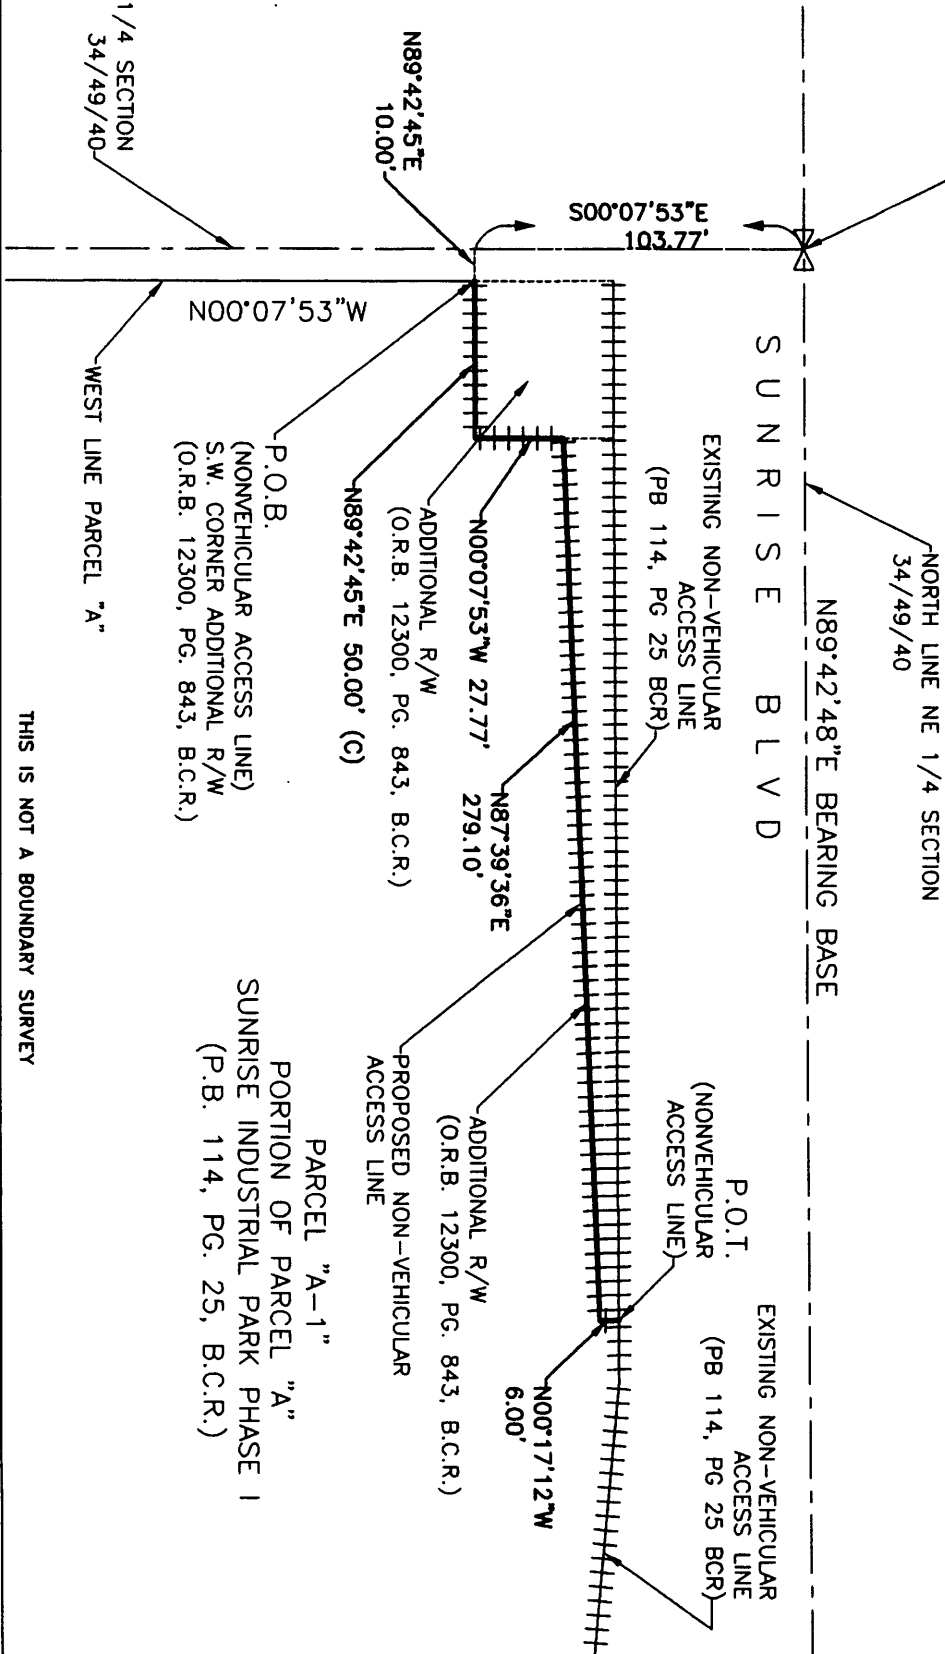 NORTH LINE NE 1/4 SECTION
34/49/40
N89°42'48"E BEARING BASE
SUNRISE BLVD
EXISTING NON-VEHICULAR
ACCESS LINE
(PB 114, PG 25 BCR)
EXISTING NON-VEHICULAR
ACCESS LINE
(PB 114, PG 25 BCR)
P.O.T.
(NONVEHICULAR
ACCESS LINE)
S00°07'53"E
103.77'
N89°42'45"E
10.00'
1/4 SECTION
34/49/40
N00°07'53"W
WEST LINE PARCEL "A"
N00°17'12"W
6.00'
N87°39'36"E
279.10'
N00°07'53"W 27.77'
ADDITIONAL R/W
(O.R.B. 12300, PG. 843, B.C.R.)
N89°42'45"E 50.00' (C)
P.O.B.
(NONVEHICULAR ACCESS LINE)
S.W. CORNER ADDITIONAL R/W
(O.R.B. 12300, PG. 843, B.C.R.)
ADDITIONAL R/W
(O.R.B. 12300, PG. 843, B.C.R.)
PROPOSED NON-VEHICULAR
ACCESS LINE
PARCEL "A-1"
PORTION OF PARCEL "A"
SUNRISE INDUSTRIAL PARK PHASE I
(P.B. 114, PG. 25, B.C.R.)
THIS IS NOT A BOUNDARY SURVEY